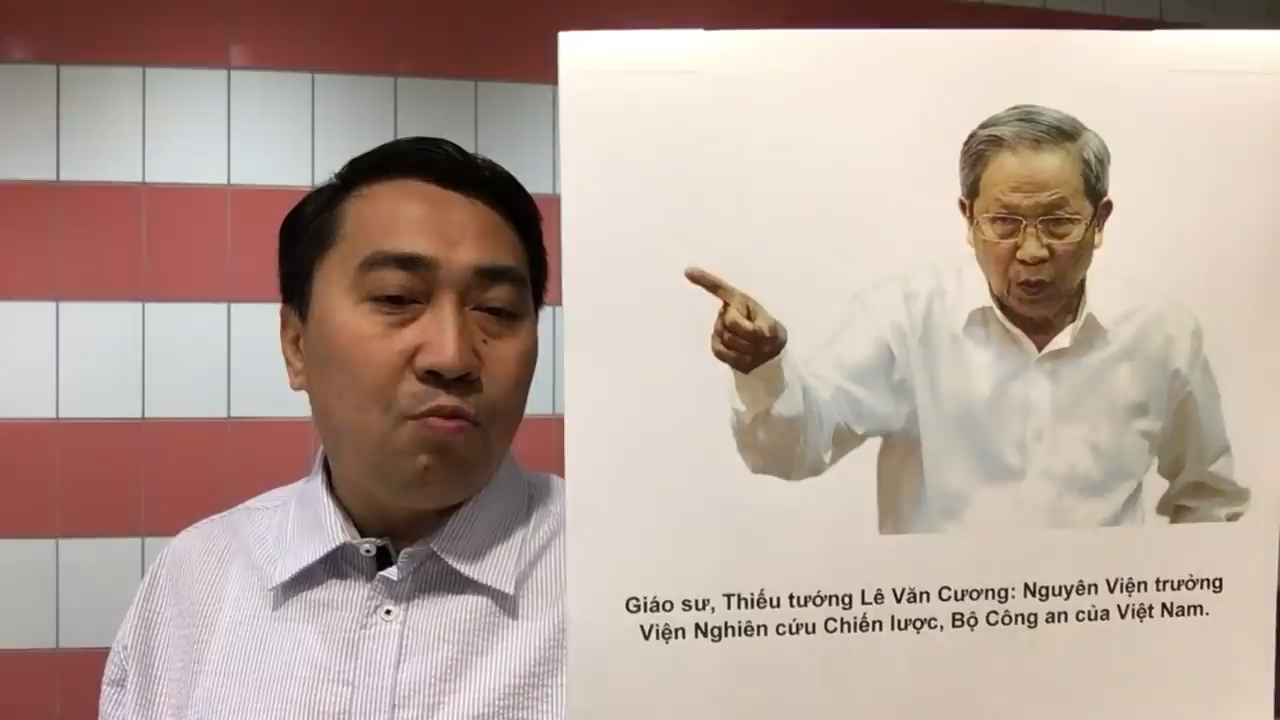 Giáo sư, Thiếu tướng Lê Văn Cương: Nguyên Viện trưởng
Viện Nghiên cứu Chiến lược, Bộ Công an của Việt Nam.